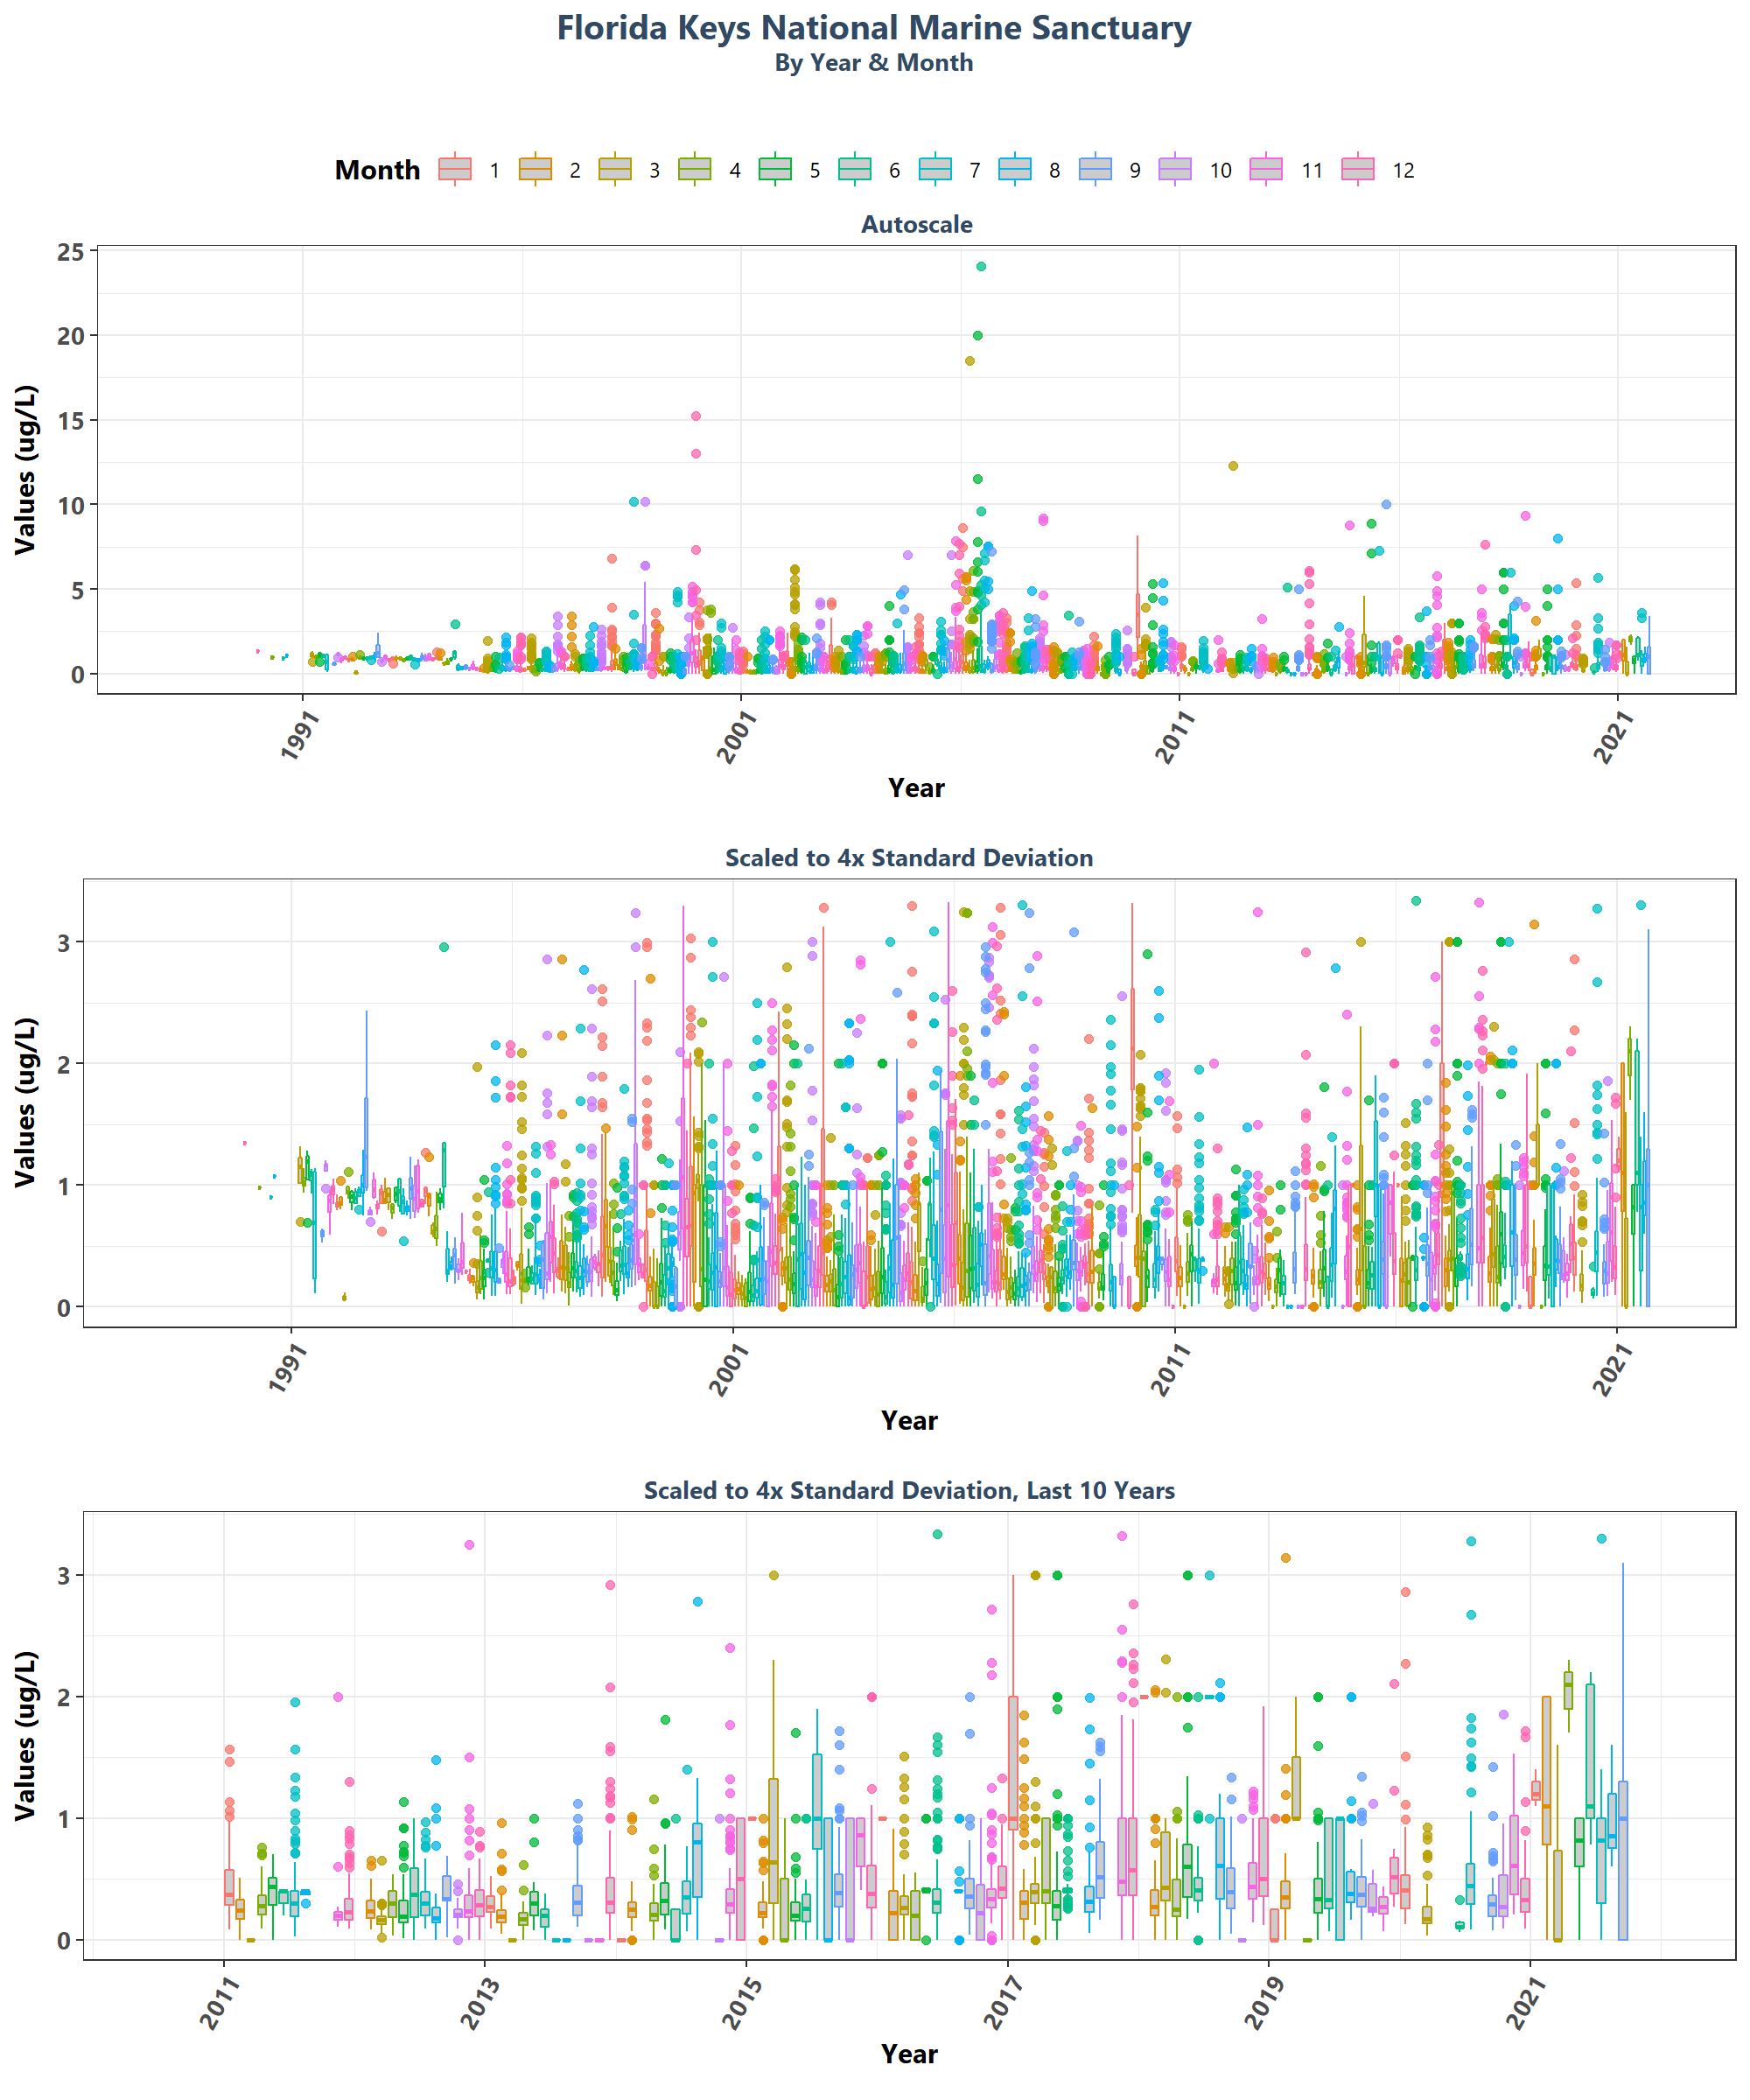 Florida Keys National Marine Sanctuary
By Year & Month
Month 1 2 3 4 5 6 7 8 9 10 11 12
Autoscale
Values (ug/L)
25
20
15
10
5
0
1991 2001 2011 2021
Year
Scaled to 4x Standard Deviation
Values (ug/L)
3
2
1
0
1991 2001 2011 2021
Year
Scaled to 4x Standard Deviation, Last 10 Years
Values (ug/L)
3
2
1
0
2011 2013 2015 2017 2019 2021
Year